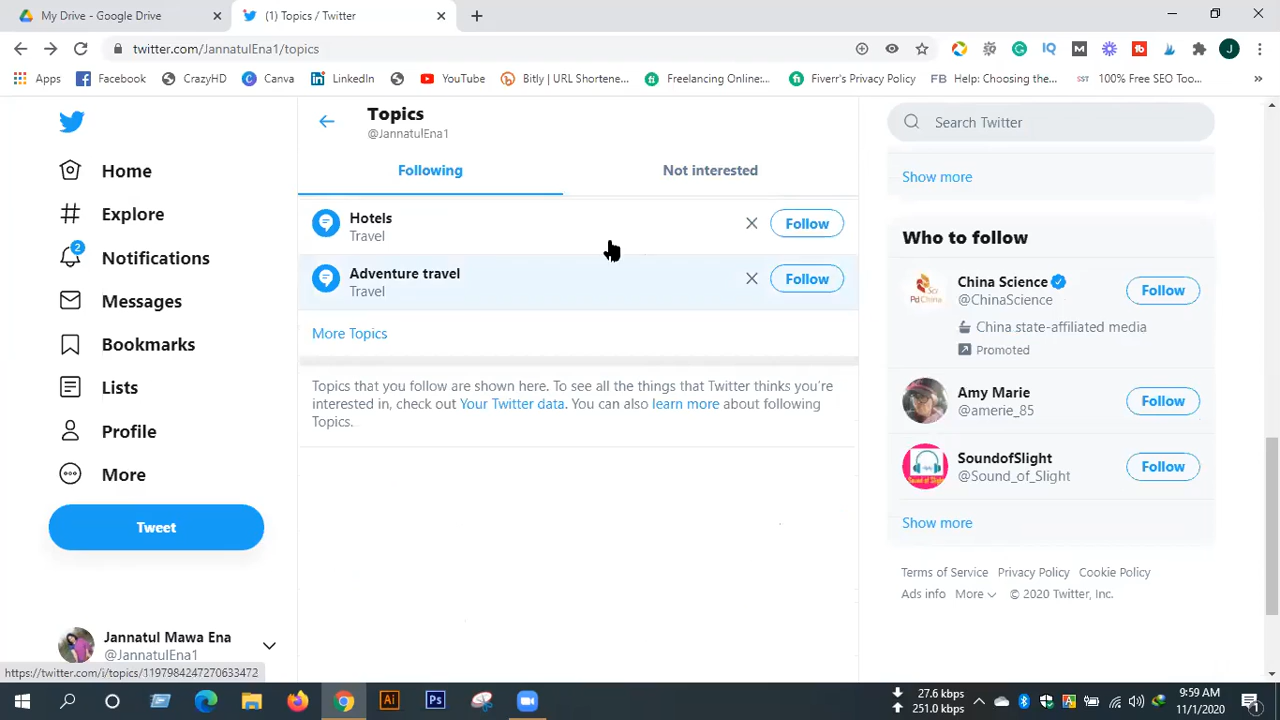 My Drive - Google Drive
(1) Topics / Twitter
twitter.com/JannatulEna1/topics
Apps
Facebook
CrazyHD
Canva
LinkedIn
YouTube
Bitly | URL Shortene...
Freelancing Online:...
Fiverr's Privacy Policy
FB Help: Choosing the...
SST 100% Free SEO Too...
Home
Explore
2
Notifications
Messages
Bookmarks
Lists
Profile
More
Tweet
Jannatul Mawa Ena
@JannatulEna1
https://twitter.com/i/topics/1197984247270633472
Topics
@JannatulEna1
Following
Not interested
Hotels
Travel
Follow
Adventure travel
Travel
Follow
More Topics
Topics that you follow are shown here. To see all the things that Twitter thinks you're
interested in, check out Your Twitter data. You can also learn more about following
Topics.
Search Twitter
Show more
Who to follow
China Science
@ChinaScience
Follow
China state-affiliated media
Promoted
Amy Marie
@amerie_85
Follow
SoundofSlight
@Sound_of_Slight
Follow
Show more
Terms of Service Privacy Policy Cookie Policy
Ads info More © 2020 Twitter, Inc.
27.6 kbps
251.0 kbps
9:59 AM
11/1/2020